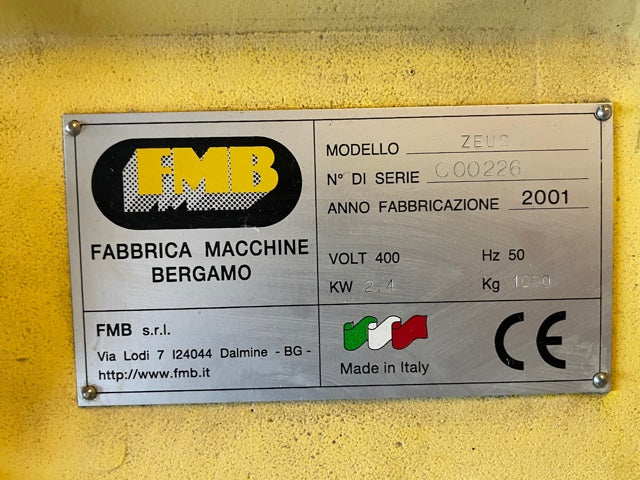 FMB
FABBRICA MACCHINE
BERGAMO
MODELLO ZEUS
N° DI SERIE C00226
ANNO FABBRICAZIONE 2001
VOLT 400 Hz 50
KW 2,4 Kg 1050
FMB s.r.l.
Via Lodi 7 I24044 Dalmine - BG -
http://www.fmb.it
Made in Italy
CE